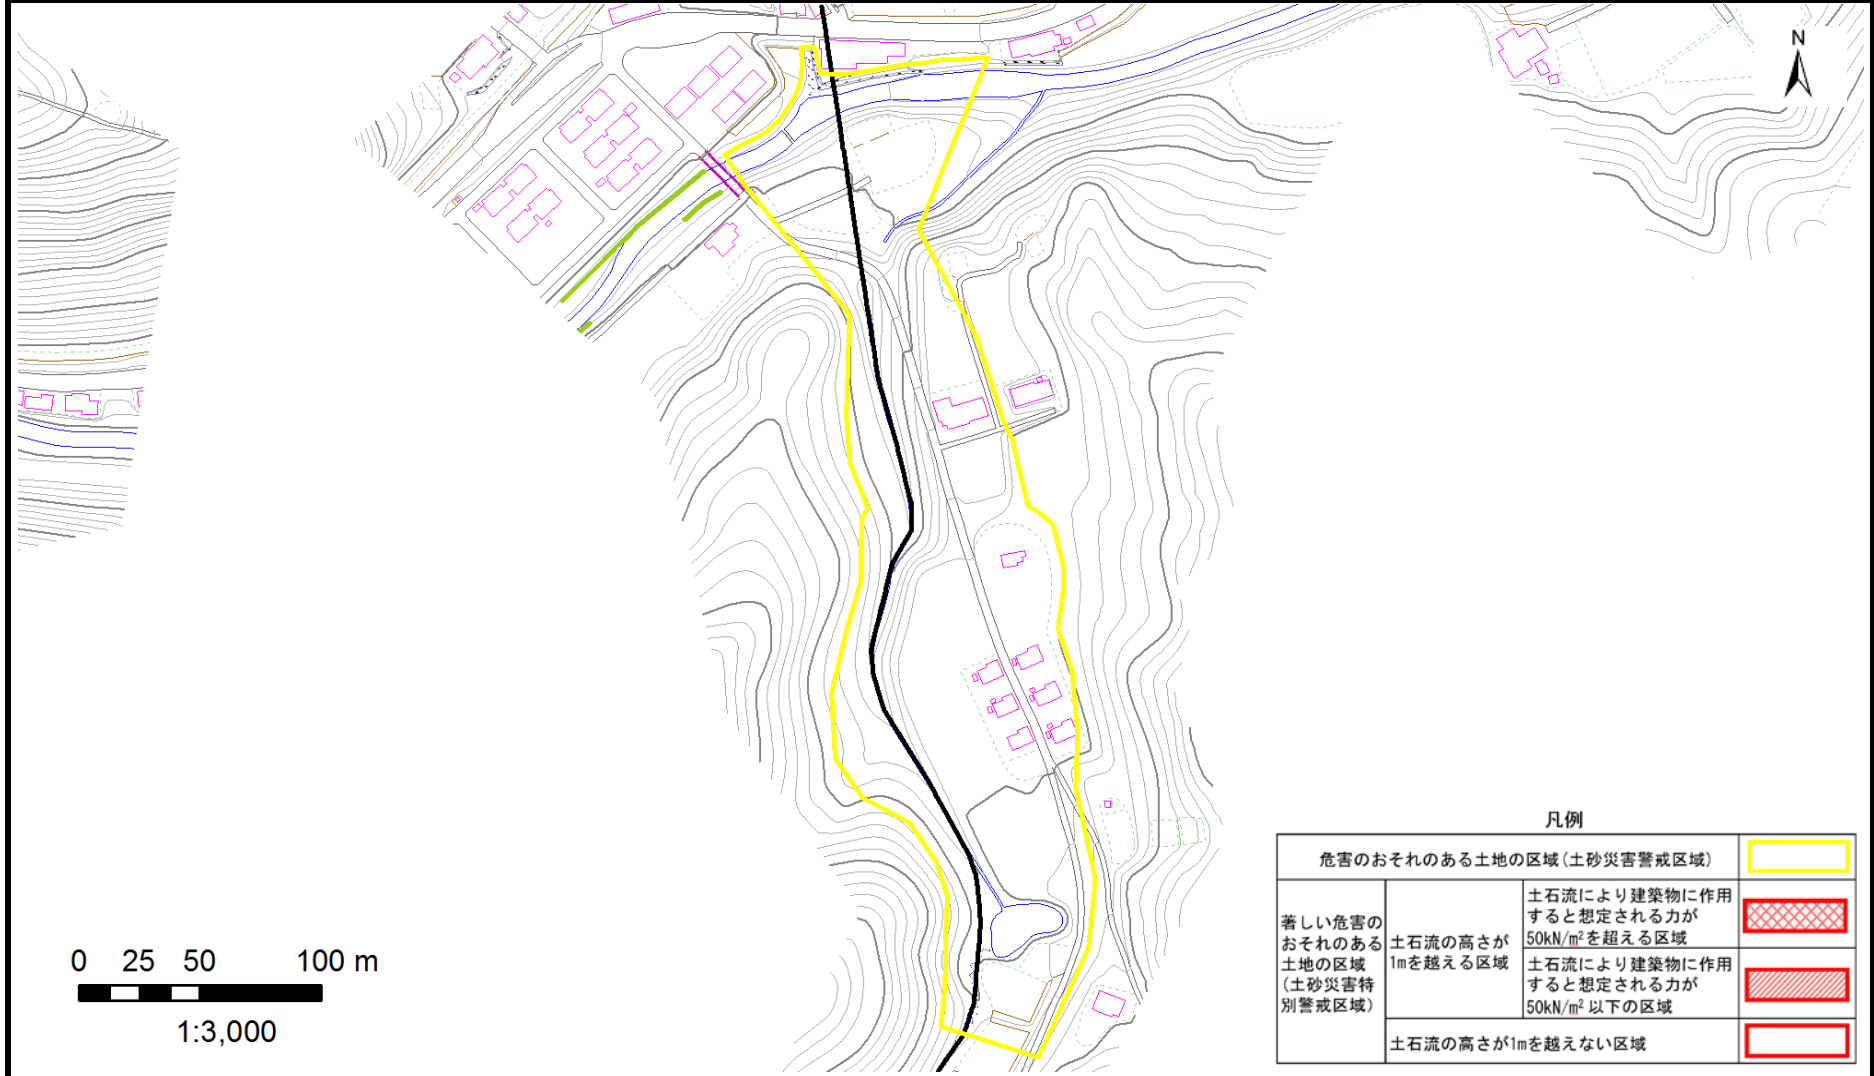 N
0 25 50 100 m
1:3,000
凡例
危害のおそれのある土地の区域(土砂災害警戒区域)
著しい危害の
おそれのある
土地の区域
(土砂災害特
別警戒区域)
土石流の高さが
1mを越える区域
土石流により建築物に作用
すると想定される力が
50kN/m²を超える区域
土石流により建築物に作用
すると想定される力が
50kN/m²以下の区域
土石流の高さが1mを越えない区域